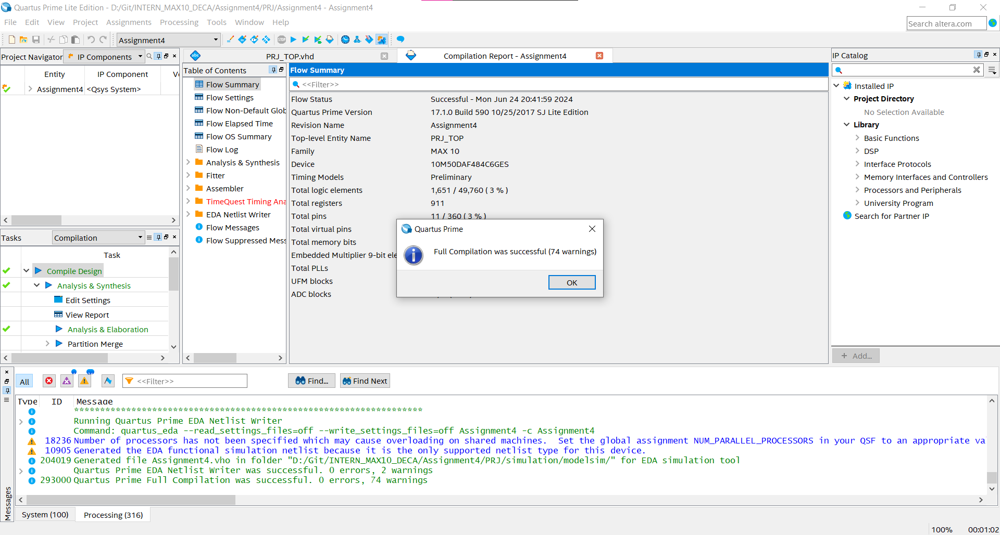 Quartus Prime Lite Edition - D:/Git/INTERN_MAX10_DECA/Assignment4/PRJ/Assignment4 - Assignment4
File Edit View Project Assignments Processing Tools Window Help
Search altera.com
Assignment4
Project Navigator IP Components
Entity IP Component
Assignment4 <Qsys System>
Tasks Compilation
Task
Compile Design
Analysis & Synthesis
Edit Settings
View Report
Analysis & Elaboration
Partition Merge
PRJ_TOP.vhd
Compilation Report - Assignment4
Table of Contents
Flow Summary
Flow Settings
Flow Non-Default Glob
Flow Elapsed Time
Flow OS Summary
Flow Log
Analysis & Synthesis
Fitter
Assembler
TimeQuest Timing Ana
EDA Netlist Writer
Flow Messages
Flow Suppressed Mess
Flow Summary
<<Filter>>
Flow Status Successful - Mon Jun 24 20:41:59 2024
Quartus Prime Version 17.1.0 Build 590 10/25/2017 SJ Lite Edition
Revision Name Assignment4
Top-level Entity Name PRJ_TOP
Family MAX 10
Device 10M50DAF484C6GES
Timing Models Preliminary
Total logic elements 1,651 / 49,760 ( 3 % )
Total registers 911
Total pins 11 / 360 ( 3 % )
Total virtual pins
Total memory bits
Embedded Multiplier 9-bit ele
Total PLLs
UFM blocks
ADC blocks
Quartus Prime
Full Compilation was successful (74 warnings)
OK
IP Catalog
Installed IP
Project Directory
No Selection Available
Library
Basic Functions
DSP
Interface Protocols
Memory Interfaces and Controllers
Processors and Peripherals
University Program
Search for Partner IP
+ Add...
All
<<Filter>>
Find...
Find Next
Type ID Message
*******************************************************************
Running Quartus Prime EDA Netlist Writer
Command: quartus_eda --read_settings_files=off --write_settings_files=off Assignment4 -c Assignment4
18236 Number of processors has not been specified which may cause overloading on shared machines.  Set the global assignment NUM_PARALLEL_PROCESSORS in your QSF to an appropriate va
10905 Generated the EDA functional simulation netlist because it is the only supported netlist type for this device.
204019 Generated file Assignment4.vho in folder "D:/Git/INTERN_MAX10_DECA/Assignment4/PRJ/simulation/modelsim/" for EDA simulation tool
Quartus Prime EDA Netlist Writer was successful. 0 errors, 2 warnings
293000 Quartus Prime Full Compilation was successful. 0 errors, 74 warnings
Messages
System (100)
Processing (316)
100% 00:01:02